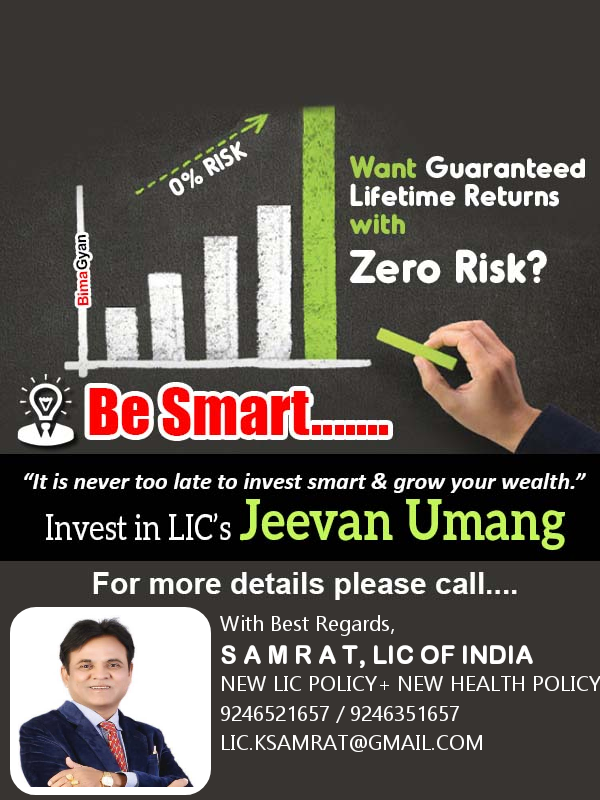 0% RISK
Want Guaranteed
Lifetime Returns
with
Zero Risk?
Bima Gyan
Be Smart.......
“It is never too late to invest smart & grow your wealth.”
Invest in LIC’s Jeevan Umang
For more details please call....
With Best Regards,
S A M R A T, LIC OF INDIA
NEW LIC POLICY+ NEW HEALTH POLICY
9246521657 / 9246351657
LIC.KSAMRAT@GMAIL.COM